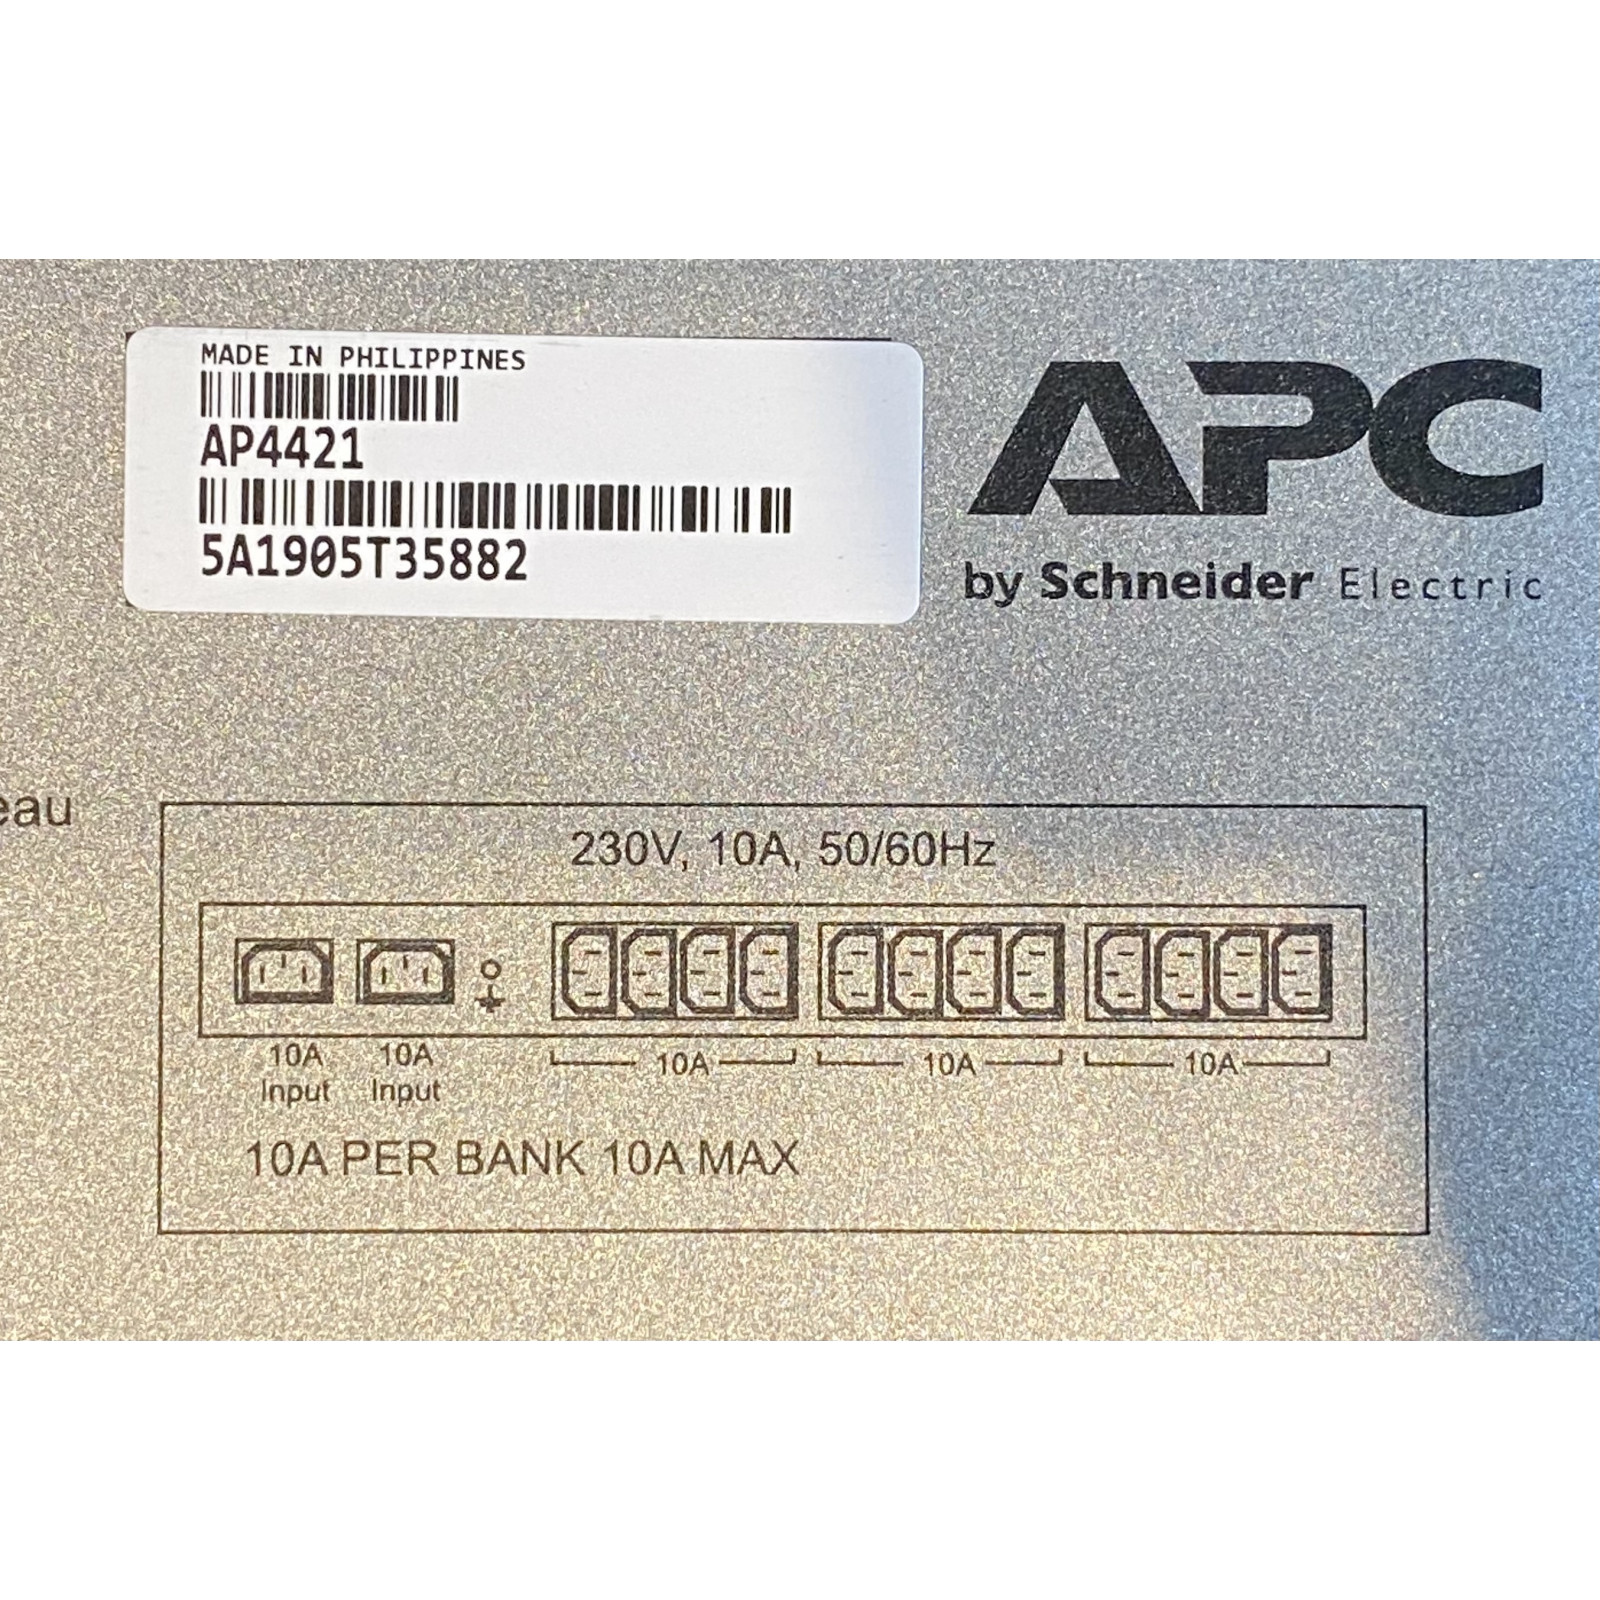 MADE IN PHILIPPINES
AP4421
5A1905T35882
APC
by Schneider Electric
eau
230V, 10A, 50/60Hz
10A 10A 10A 10A 10A
Input Input
10A PER BANK 10A MAX